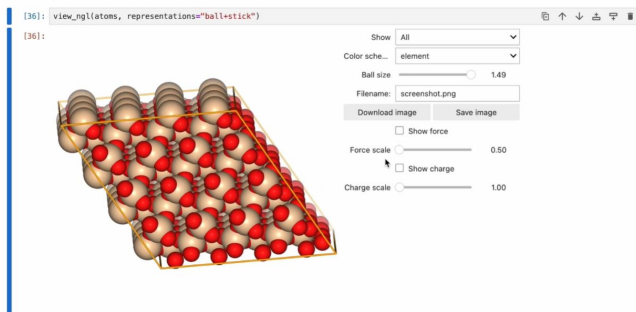 [36]: view_ngl(atoms, representations="ball+stick")
[36]:
Show All
Color sche... element
Ball size 1.49
Filename: screenshot.png
Download image Save image
Show force
Force scale 0.50
Show charge
Charge scale 1.00